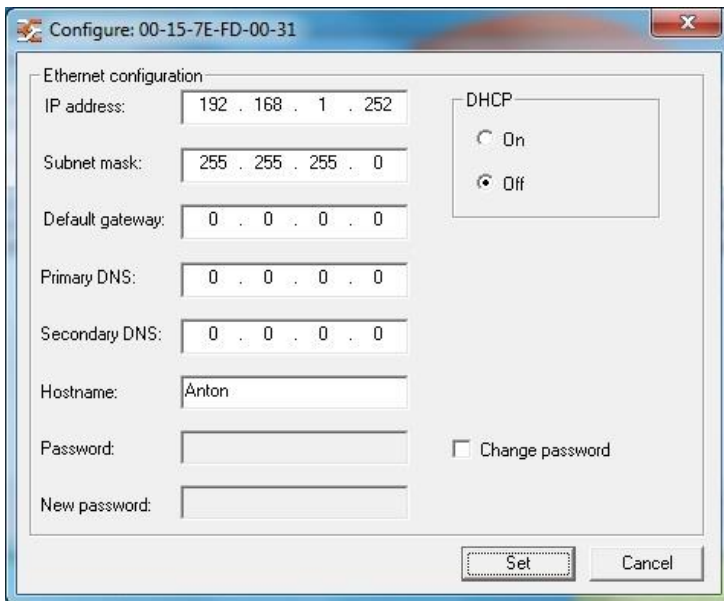 Configure: 00-15-7E-FD-00-31
Ethernet configuration
IP address: 192 . 168 . 1 . 252
DHCP
On
Subnet mask: 255 . 255 . 255 . 0
Off
Default gateway: 0 . 0 . 0 . 0
Primary DNS: 0 . 0 . 0 . 0
Secondary DNS: 0 . 0 . 0 . 0
Hostname: Anton
Password:
Change password
New password:
Set
Cancel